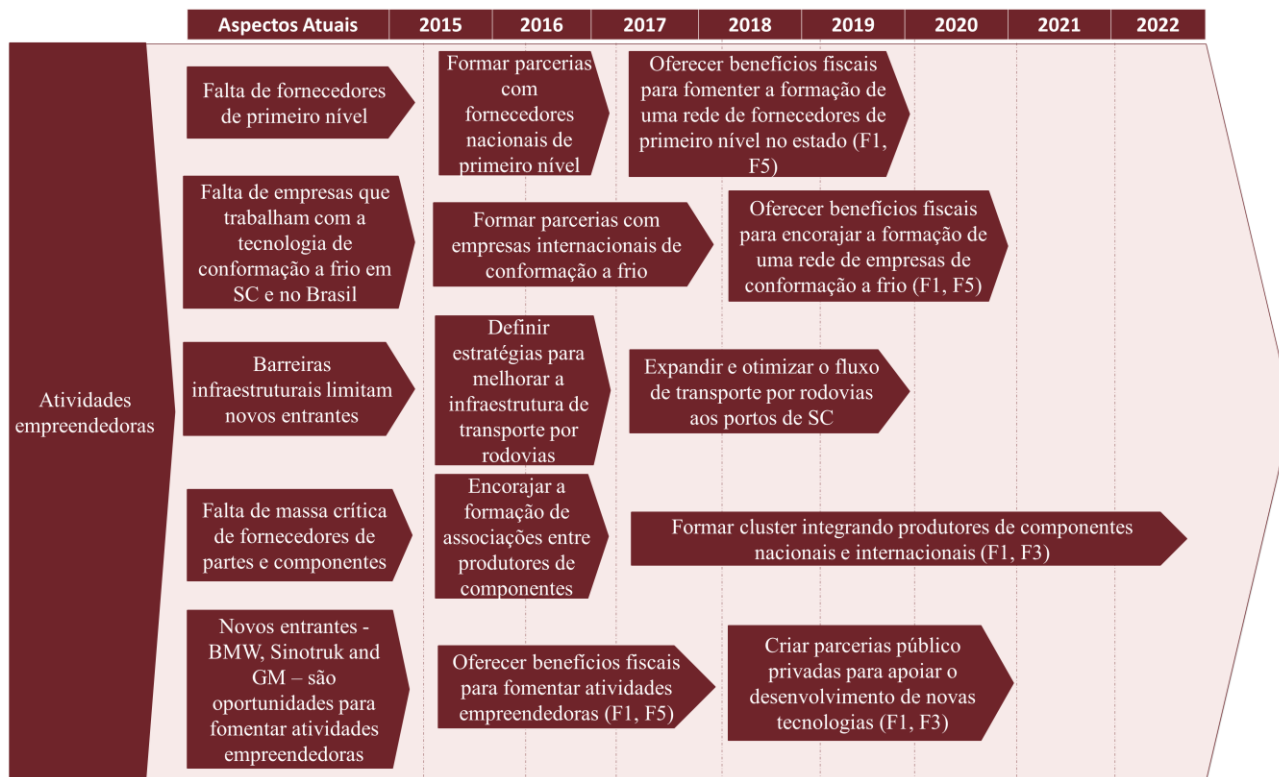 Aspectos Atuais 2015 2016 2017 2018 2019 2020 2021 2022
Atividades
empreendedoras
Falta de fornecedores
de primeiro nível
Formar parcerias
com
fornecedores
nacionais de
primeiro nível
Oferecer benefícios fiscais
para fomenter a formação de
uma rede de fornecedores de
primeiro nível no estado (F1,
F5)
Falta de empresas que
trabalham com a
tecnologia de
conformação a frio em
SC e no Brasil
Formar parcerias com
empresas internacionais de
conformação a frio
Oferecer benefícios fiscais
para encorajar a formação de
uma rede de empresas de
conformação a frio (F1, F5)
Barreiras
infraestruturais limitam
novos entrantes
Definir
estratégias para
melhorar a
infraestrutura de
transporte por
rodovias
Expandir e otimizar o fluxo
de transporte por rodovias
aos portos de SC
Falta de massa crítica
de fornecedores de
partes e componentes
Encorajar a
formação de
associações entre
produtores de
componentes
Formar cluster integrando produtores de componentes
nacionais e internacionais (F1, F3)
Novos entrantes -
BMW, Sinotruk and
GM – são
oportunidades para
fomentar atividades
empreendedoras
Oferecer benefícios fiscais
para fomentar atividades
empreendedoras (F1, F5)
Criar parcerias público
privadas para apoiar o
desenvolvimento de novas
tecnologias (F1, F3)